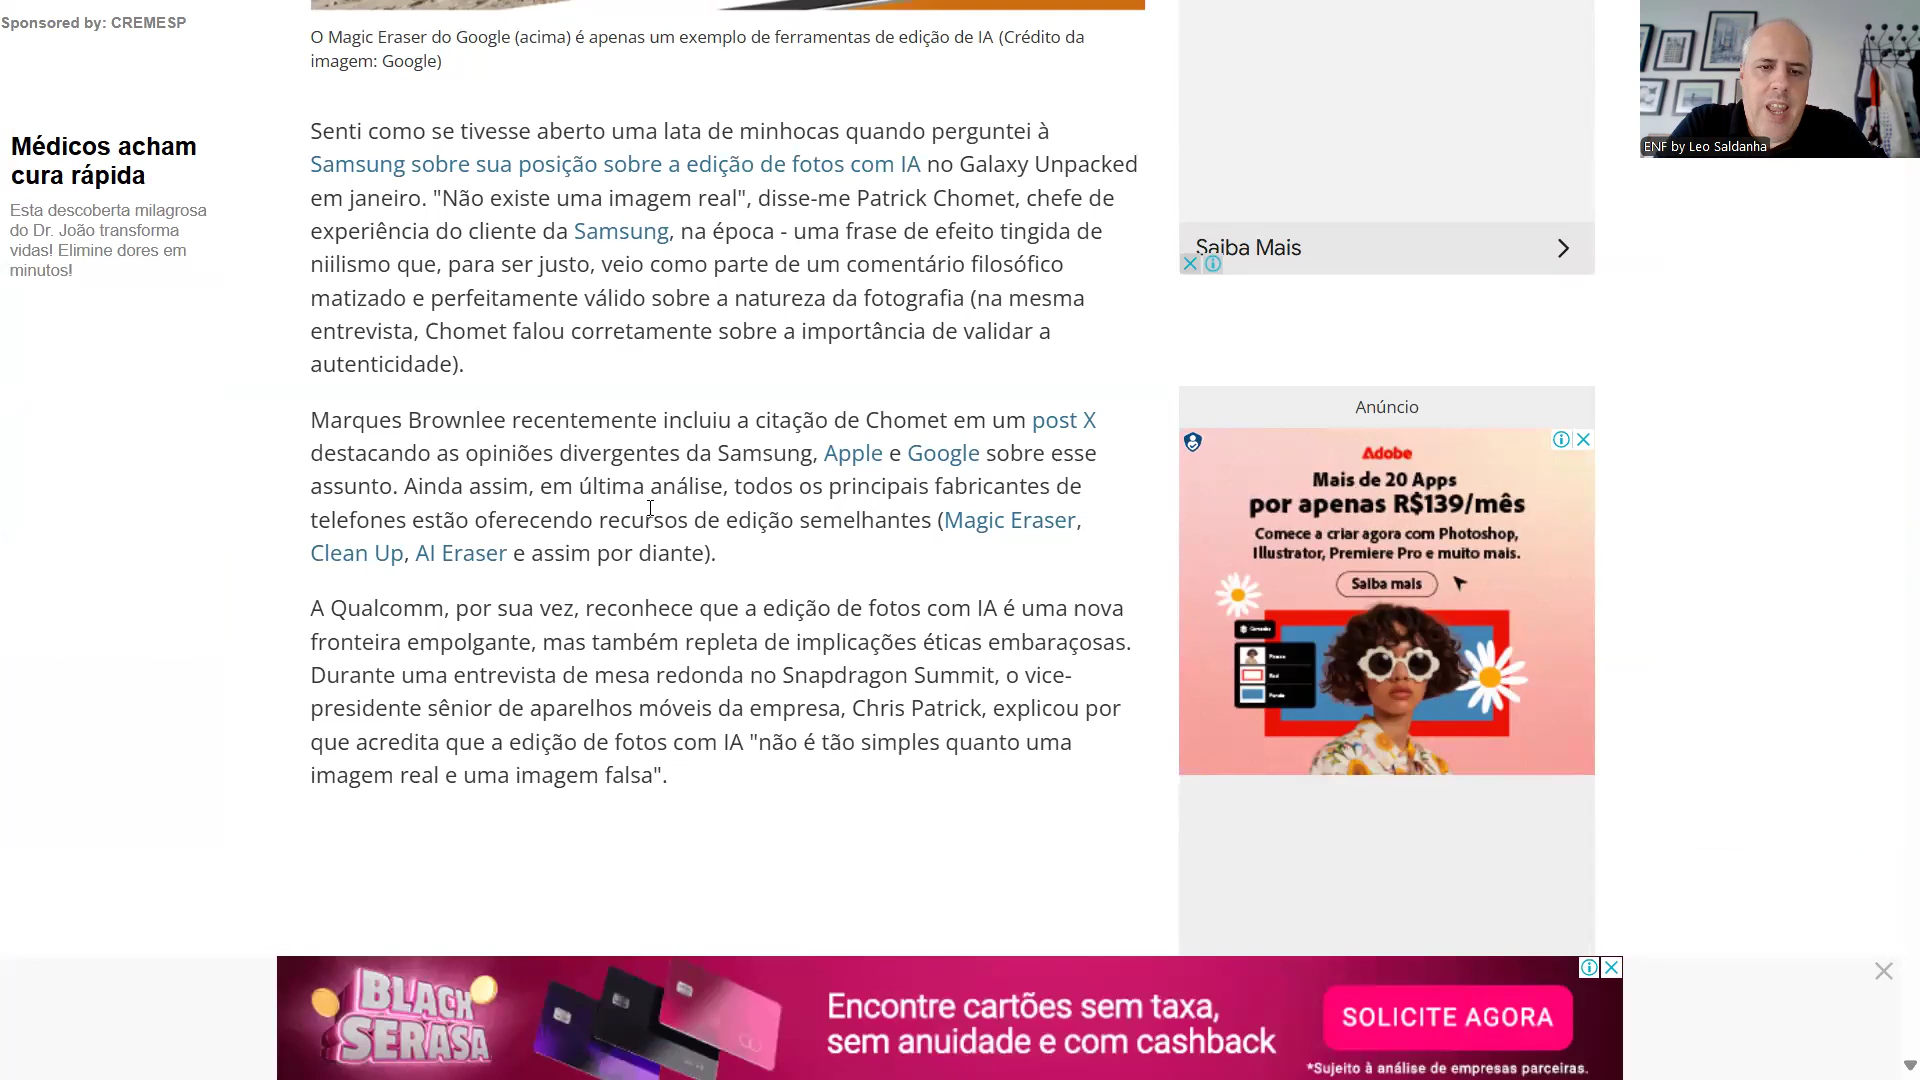 Sponsored by: CREMESP
O Magic Eraser do Google (acima) é apenas um exemplo de ferramentas de edição de IA (Crédito da
imagem: Google)
ENF by Leo Saldanha
Médicos acham
cura rápida
Esta descoberta milagrosa
do Dr. João transforma
vidas! Elimine dores em
minutos!
Senti como se tivesse aberto uma lata de minhocas quando perguntei à
Samsung sobre sua posição sobre a edição de fotos com IA no Galaxy Unpacked
em janeiro. "Não existe uma imagem real", disse-me Patrick Chomet, chefe de
experiência do cliente da Samsung, na época - uma frase de efeito tingida de
niilismo que, para ser justo, veio como parte de um comentário filosófico
matizado e perfeitamente válido sobre a natureza da fotografia (na mesma
entrevista, Chomet falou corretamente sobre a importância de validar a
autenticidade).
Saiba Mais
Marques Brownlee recentemente incluiu a citação de Chomet em um post X
destacando as opiniões divergentes da Samsung, Apple e Google sobre esse
assunto. Ainda assim, em última análise, todos os principais fabricantes de
telefones estão oferecendo recursos de edição semelhantes (Magic Eraser,
Clean Up, AI Eraser e assim por diante).
A Qualcomm, por sua vez, reconhece que a edição de fotos com IA é uma nova
fronteira empolgante, mas também repleta de implicações éticas embaraçosas.
Durante uma entrevista de mesa redonda no Snapdragon Summit, o vice-
presidente sênior de aparelhos móveis da empresa, Chris Patrick, explicou por
que acredita que a edição de fotos com IA "não é tão simples quanto uma
imagem real e uma imagem falsa".
Anúncio
Adobe
Mais de 20 Apps
por apenas R$139/mês
Comece a criar agora com Photoshop,
Illustrator, Premiere Pro e muito mais.
Saiba mais
BLACK
SERASA
Encontre cartões sem taxa,
sem anuidade e com cashback
SOLICITE AGORA
*Sujeito à análise de empresas parceiras.